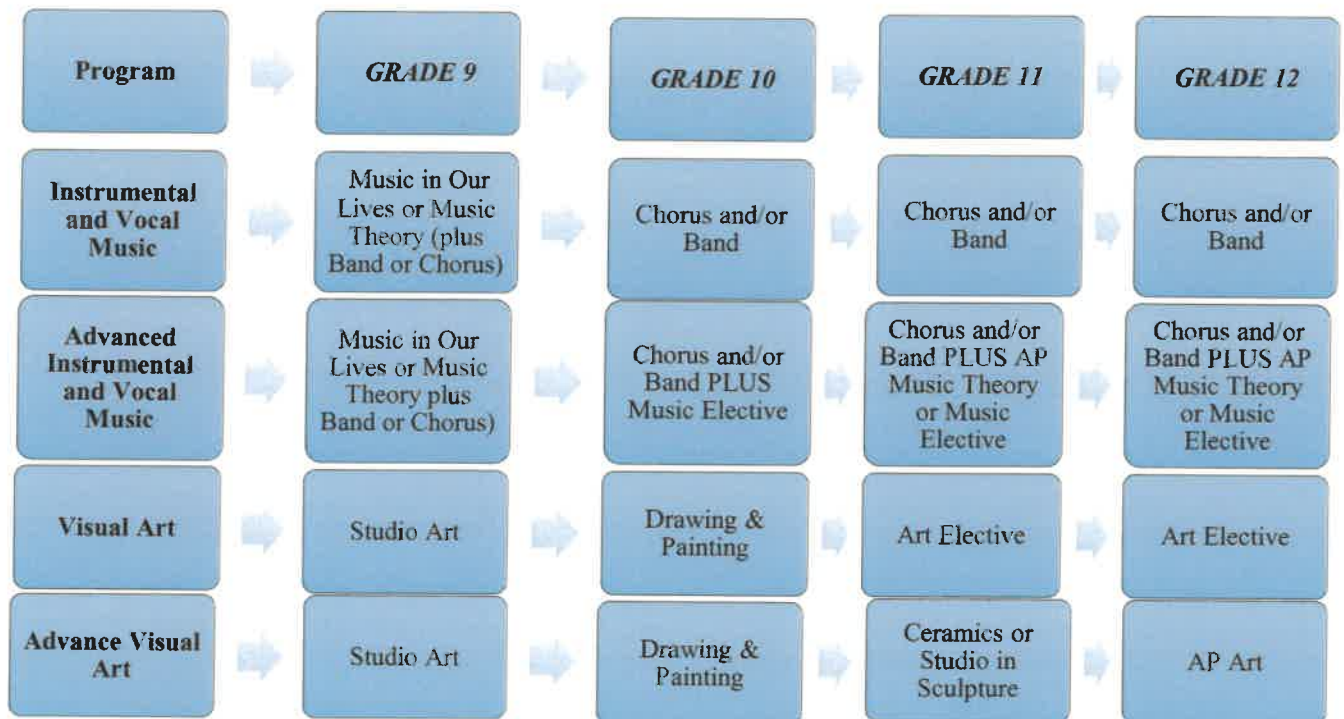 Program
GRADE 9
GRADE 10
GRADE 11
GRADE 12
Instrumental
and Vocal
Music
Music in Our
Lives or Music
Theory (plus
Band or Chorus)
Chorus and/or
Band
Chorus and/or
Band
Chorus and/or
Band
Advanced
Instrumental
and Vocal
Music
Music in Our
Lives or Music
Theory plus
Band or Chorus)
Chorus and/or
Band PLUS
Music Elective
Chorus and/or
Band PLUS AP
Music Theory
or Music
Elective
Chorus and/or
Band PLUS AP
Music Theory
or Music
Elective
Visual Art
Studio Art
Drawing &
Painting
Art Elective
Art Elective
Advance Visual
Art
Studio Art
Drawing &
Painting
Ceramics or
Studio in
Sculpture
AP Art